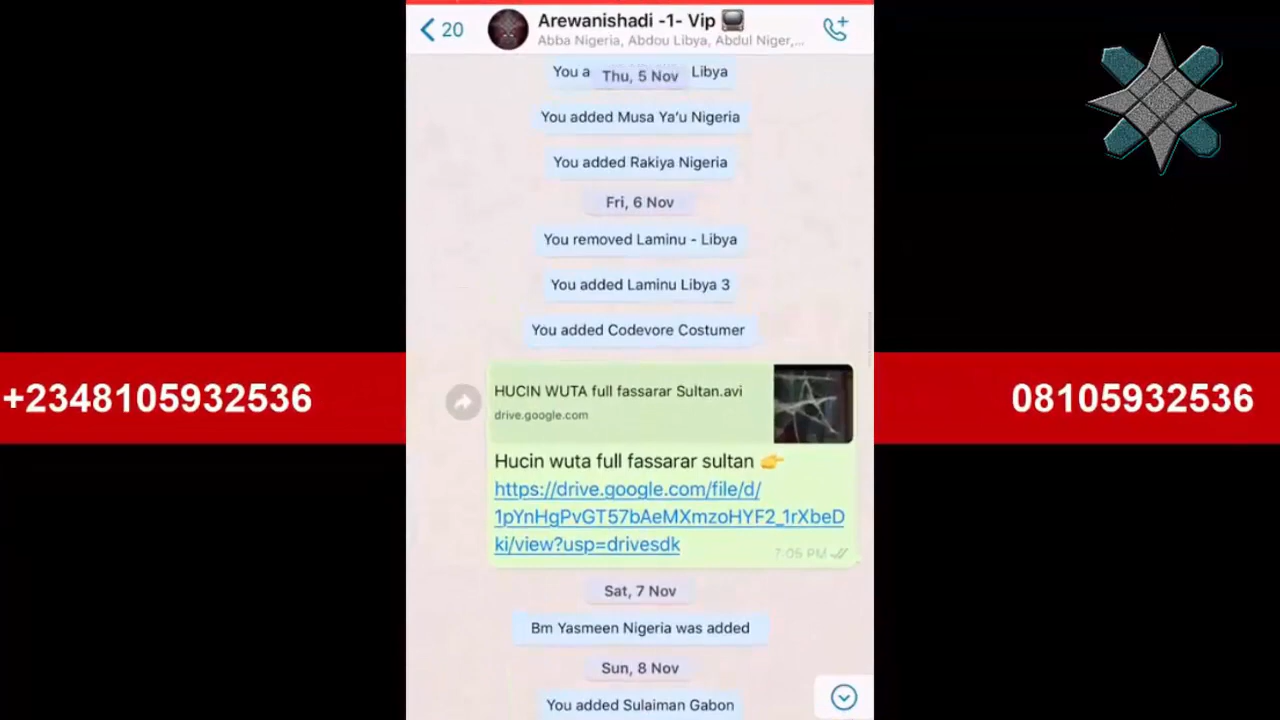 20
Arewanishadi -1- Vip 📺
Abba Nigeria, Abdou Libya, Abdul Niger,...
You a
Libya
Thu, 5 Nov
You added Musa Ya'u Nigeria
You added Rakiya Nigeria
Fri, 6 Nov
You removed Laminu - Libya
You added Laminu Libya 3
You added Codevore Costumer
HUCIN WUTA full fassarar Sultan.avi
drive.google.com
+2348105932536
08105932536
Hucin wuta full fassarar sultan 👉
https://drive.google.com/file/d/
1pYnHgPvGT57bAeMXmzoHYF2_1rXbeD
ki/view?usp=drivesdk
7:05 PM
Sat, 7 Nov
Bm Yasmeen Nigeria was added
Sun, 8 Nov
You added Sulaiman Gabon